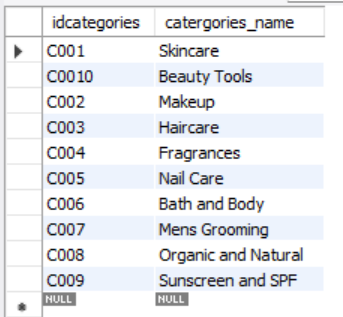 idcategories catergories_name
C001 Skincare
C0010 Beauty Tools
C002 Makeup
C003 Haircare
C004 Fragrances
C005 Nail Care
C006 Bath and Body
C007 Mens Grooming
C008 Organic and Natural
C009 Sunscreen and SPF
NULL NULL